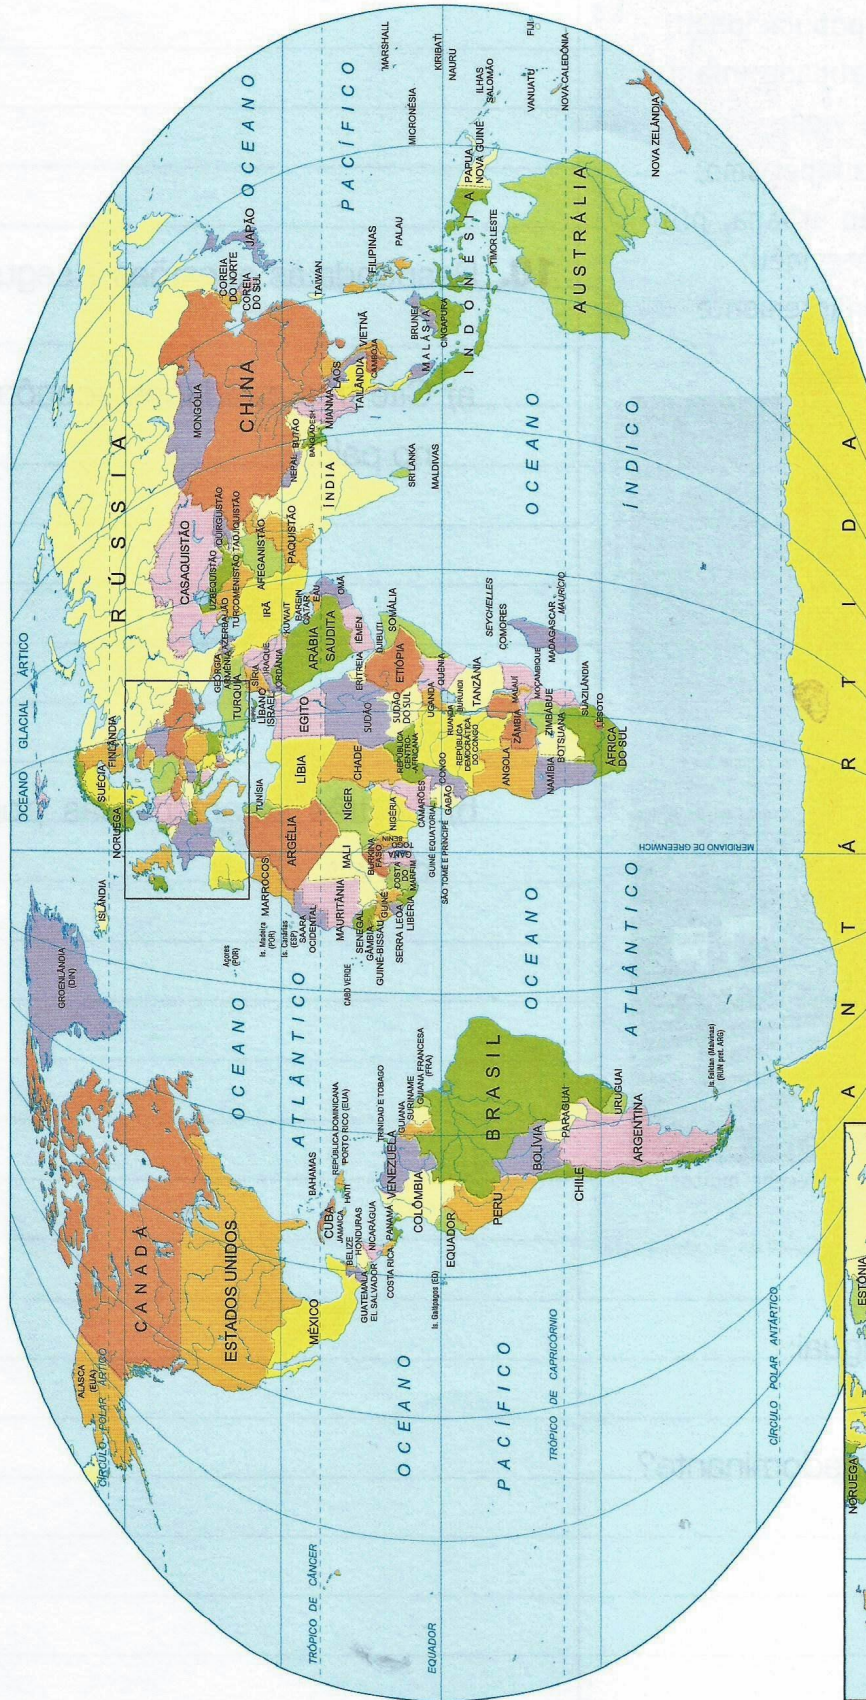 OCEANO GLACIAL ÁRTICO
GROENLÂNDIA
(DIN)
ALASCA
(EUA)
CÍRCULO POLAR ÁRTICO
CANADÁ
ISLÂNDIA
NORUEGA
SUÉCIA
FINLÂNDIA
RÚSSIA
ESTADOS UNIDOS
OCEANO
ATLÂNTICO
Açores
(POR)
Is. Madeira
(POR)
Is. Canárias
(ESP)
MARROCOS
SAARA
OCIDENTAL
ARGÉLIA
TUNÍSIA
LÍBIA
EGITO
TURQUIA
GEÓRGIA
ARMÊNIA
AZERBAIJÃO
SÍRIA
LÍBANO
ISRAEL
IRAQUE
JORDÂNIA
IRÃ
KUWAIT
BAREIN
CATAR
EAU
OMÃ
ARÁBIA
SAUDITA
IÊMEN
CASAQUISTÃO
UZBEQUISTÃO
TURCOMENISTÃO
QUIRGUISTÃO
TADJIQUISTÃO
AFEGANISTÃO
PAQUISTÃO
MONGÓLIA
CHINA
NEPAL
BUTÃO
BANGLADESH
ÍNDIA
MIANMA
LAOS
TAILÂNDIA
VIETNÃ
CAMBOJA
COREIA
DO NORTE
COREIA
DO SUL
JAPÃO
OCEANO
PACÍFICO
TAIWAN
FILIPINAS
PALAU
MICRONÉSIA
MARSHALL
KIRIBATI
NAURU
ILHAS
SALOMÃO
VANUATU
FIJI
NOVA CALEDÔNIA
TRÓPICO DE CÂNCER
MÉXICO
CUBA
BAHAMAS
JAMAICA
HAITI
REPÚBLICA DOMINICANA
PORTO RICO (EUA)
BELIZE
GUATEMALA
EL SALVADOR
HONDURAS
NICARÁGUA
COSTA RICA
PANAMÁ
TRINIDAD E TOBAGO
VENEZUELA
GUIANA
SURINAME
GUIANA FRANCESA
(FRA)
COLÔMBIA
EQUADOR
Is. Galápagos (EQ)
EQUADOR
PERU
BRASIL
BOLÍVIA
PARAGUAI
CHILE
ARGENTINA
URUGUAI
OCEANO
PACÍFICO
TRÓPICO DE CAPRICÓRNIO
CABO VERDE
MAURITÂNIA
MALI
NÍGER
CHADE
SUDÃO
ERITREIA
DJIBUTI
SENEGAL
GÂMBIA
GUINÉ-BISSAU
GUINÉ
SERRA LEOA
LIBÉRIA
COSTA
DO
MARFIM
BURKINA
FASO
GANA
TOGO
BENIN
NIGÉRIA
CAMARÕES
REPÚBLICA
CENTRO-
AFRICANA
SUDÃO
DO SUL
ETIÓPIA
SOMÁLIA
GUINÉ EQUATORIAL
SÃO TOMÉ E PRÍNCIPE
GABÃO
CONGO
REPÚBLICA
DEMOCRÁTICA
DO CONGO
UGANDA
QUÊNIA
RUANDA
BURUNDI
TANZÂNIA
SEYCHELLES
COMORES
ANGOLA
ZÂMBIA
MALAUÍ
MOÇAMBIQUE
ZIMBABUE
NAMÍBIA
BOTSUANA
MADAGASCAR
MAURÍCIO
SUAZILÂNDIA
LESOTO
ÁFRICA
DO SUL
OCEANO
ATLÂNTICO
SRI LANKA
MALDIVAS
OCEANO
ÍNDICO
BRUNEI
MALÁSIA
CINGAPURA
INDONÉSIA
TIMOR LESTE
PAPUA
NOVA GUINÉ
AUSTRÁLIA
NOVA ZELÂNDIA
Is. Falkland (Malvinas)
(RUN pret. ARG)
MERIDIANO DE GREENWICH
CÍRCULO POLAR ANTÁRTICO
ANTÁRTIDA
NORUEGA
ESTÔNIA